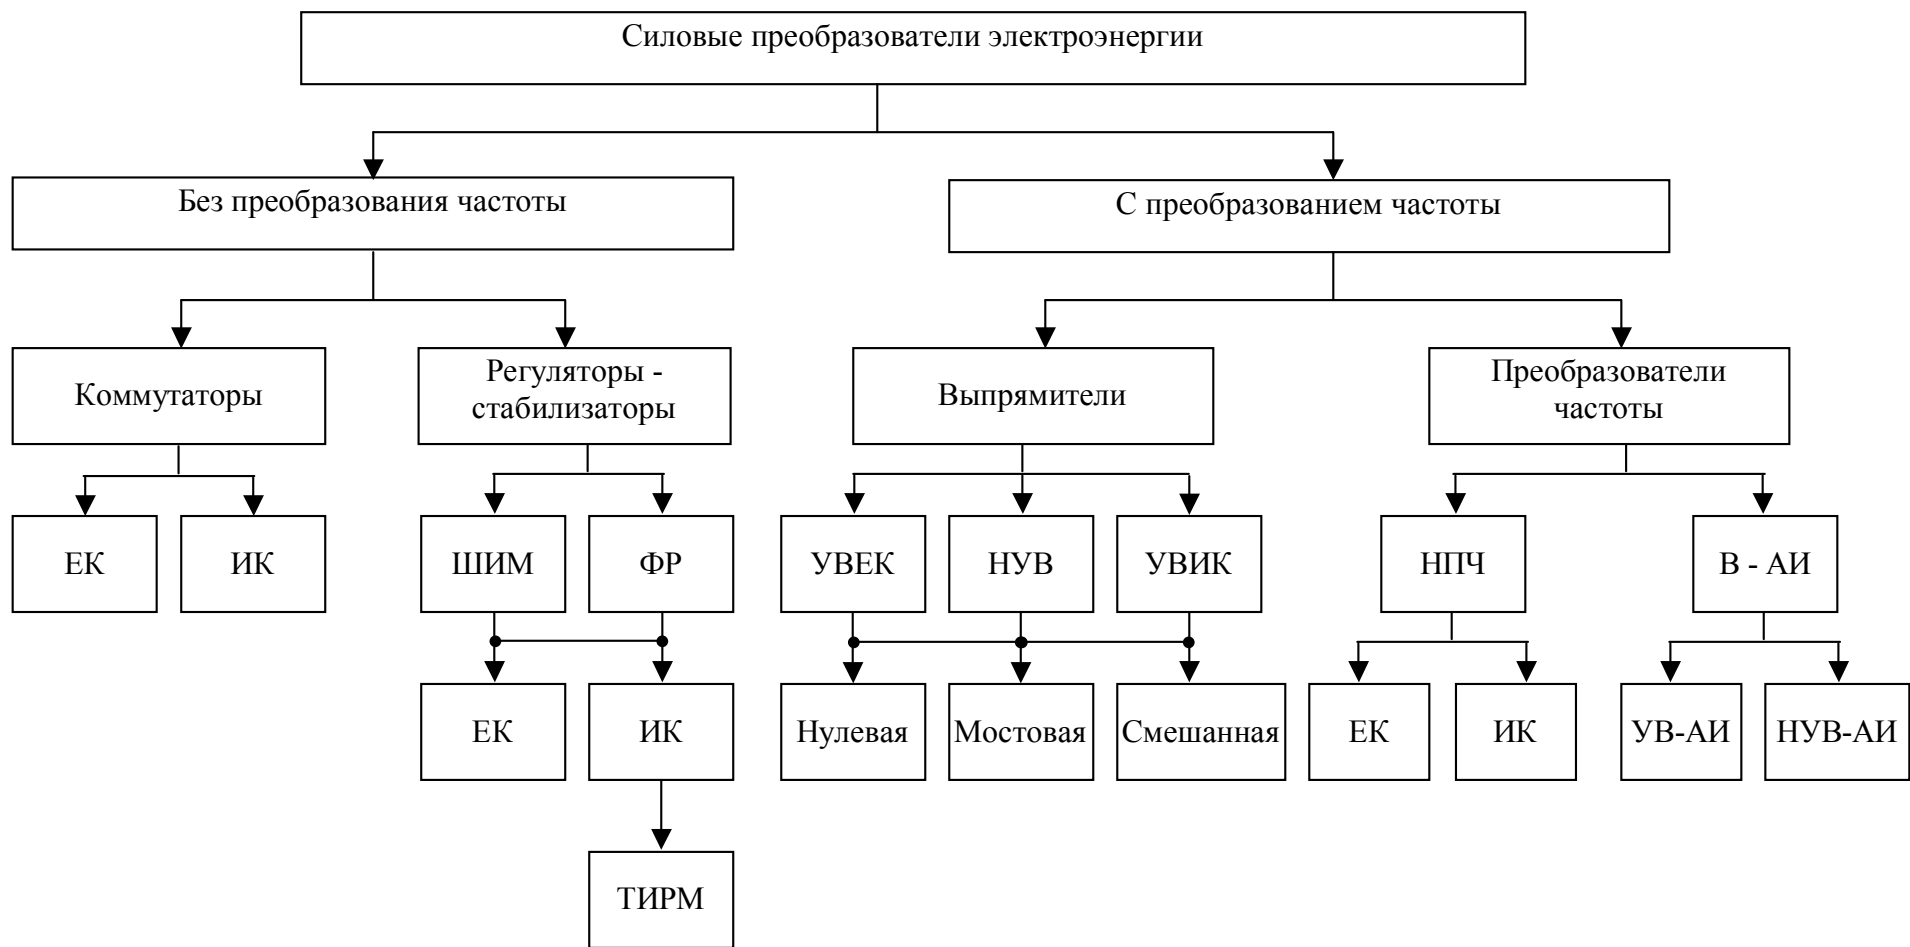 Силовые преобразователи электроэнергии
Без преобразования частоты
С преобразованием частоты
Коммутаторы
Регуляторы -
стабилизаторы
Выпрямители
Преобразователи
частоты
ЕК
ИК
ШИМ
ФР
УВЕК
НУВ
УВИК
НПЧ
В - АИ
ЕК
ИК
Нулевая
Мостовая
Смешанная
ЕК
ИК
УВ-АИ
НУВ-АИ
ТИРМ